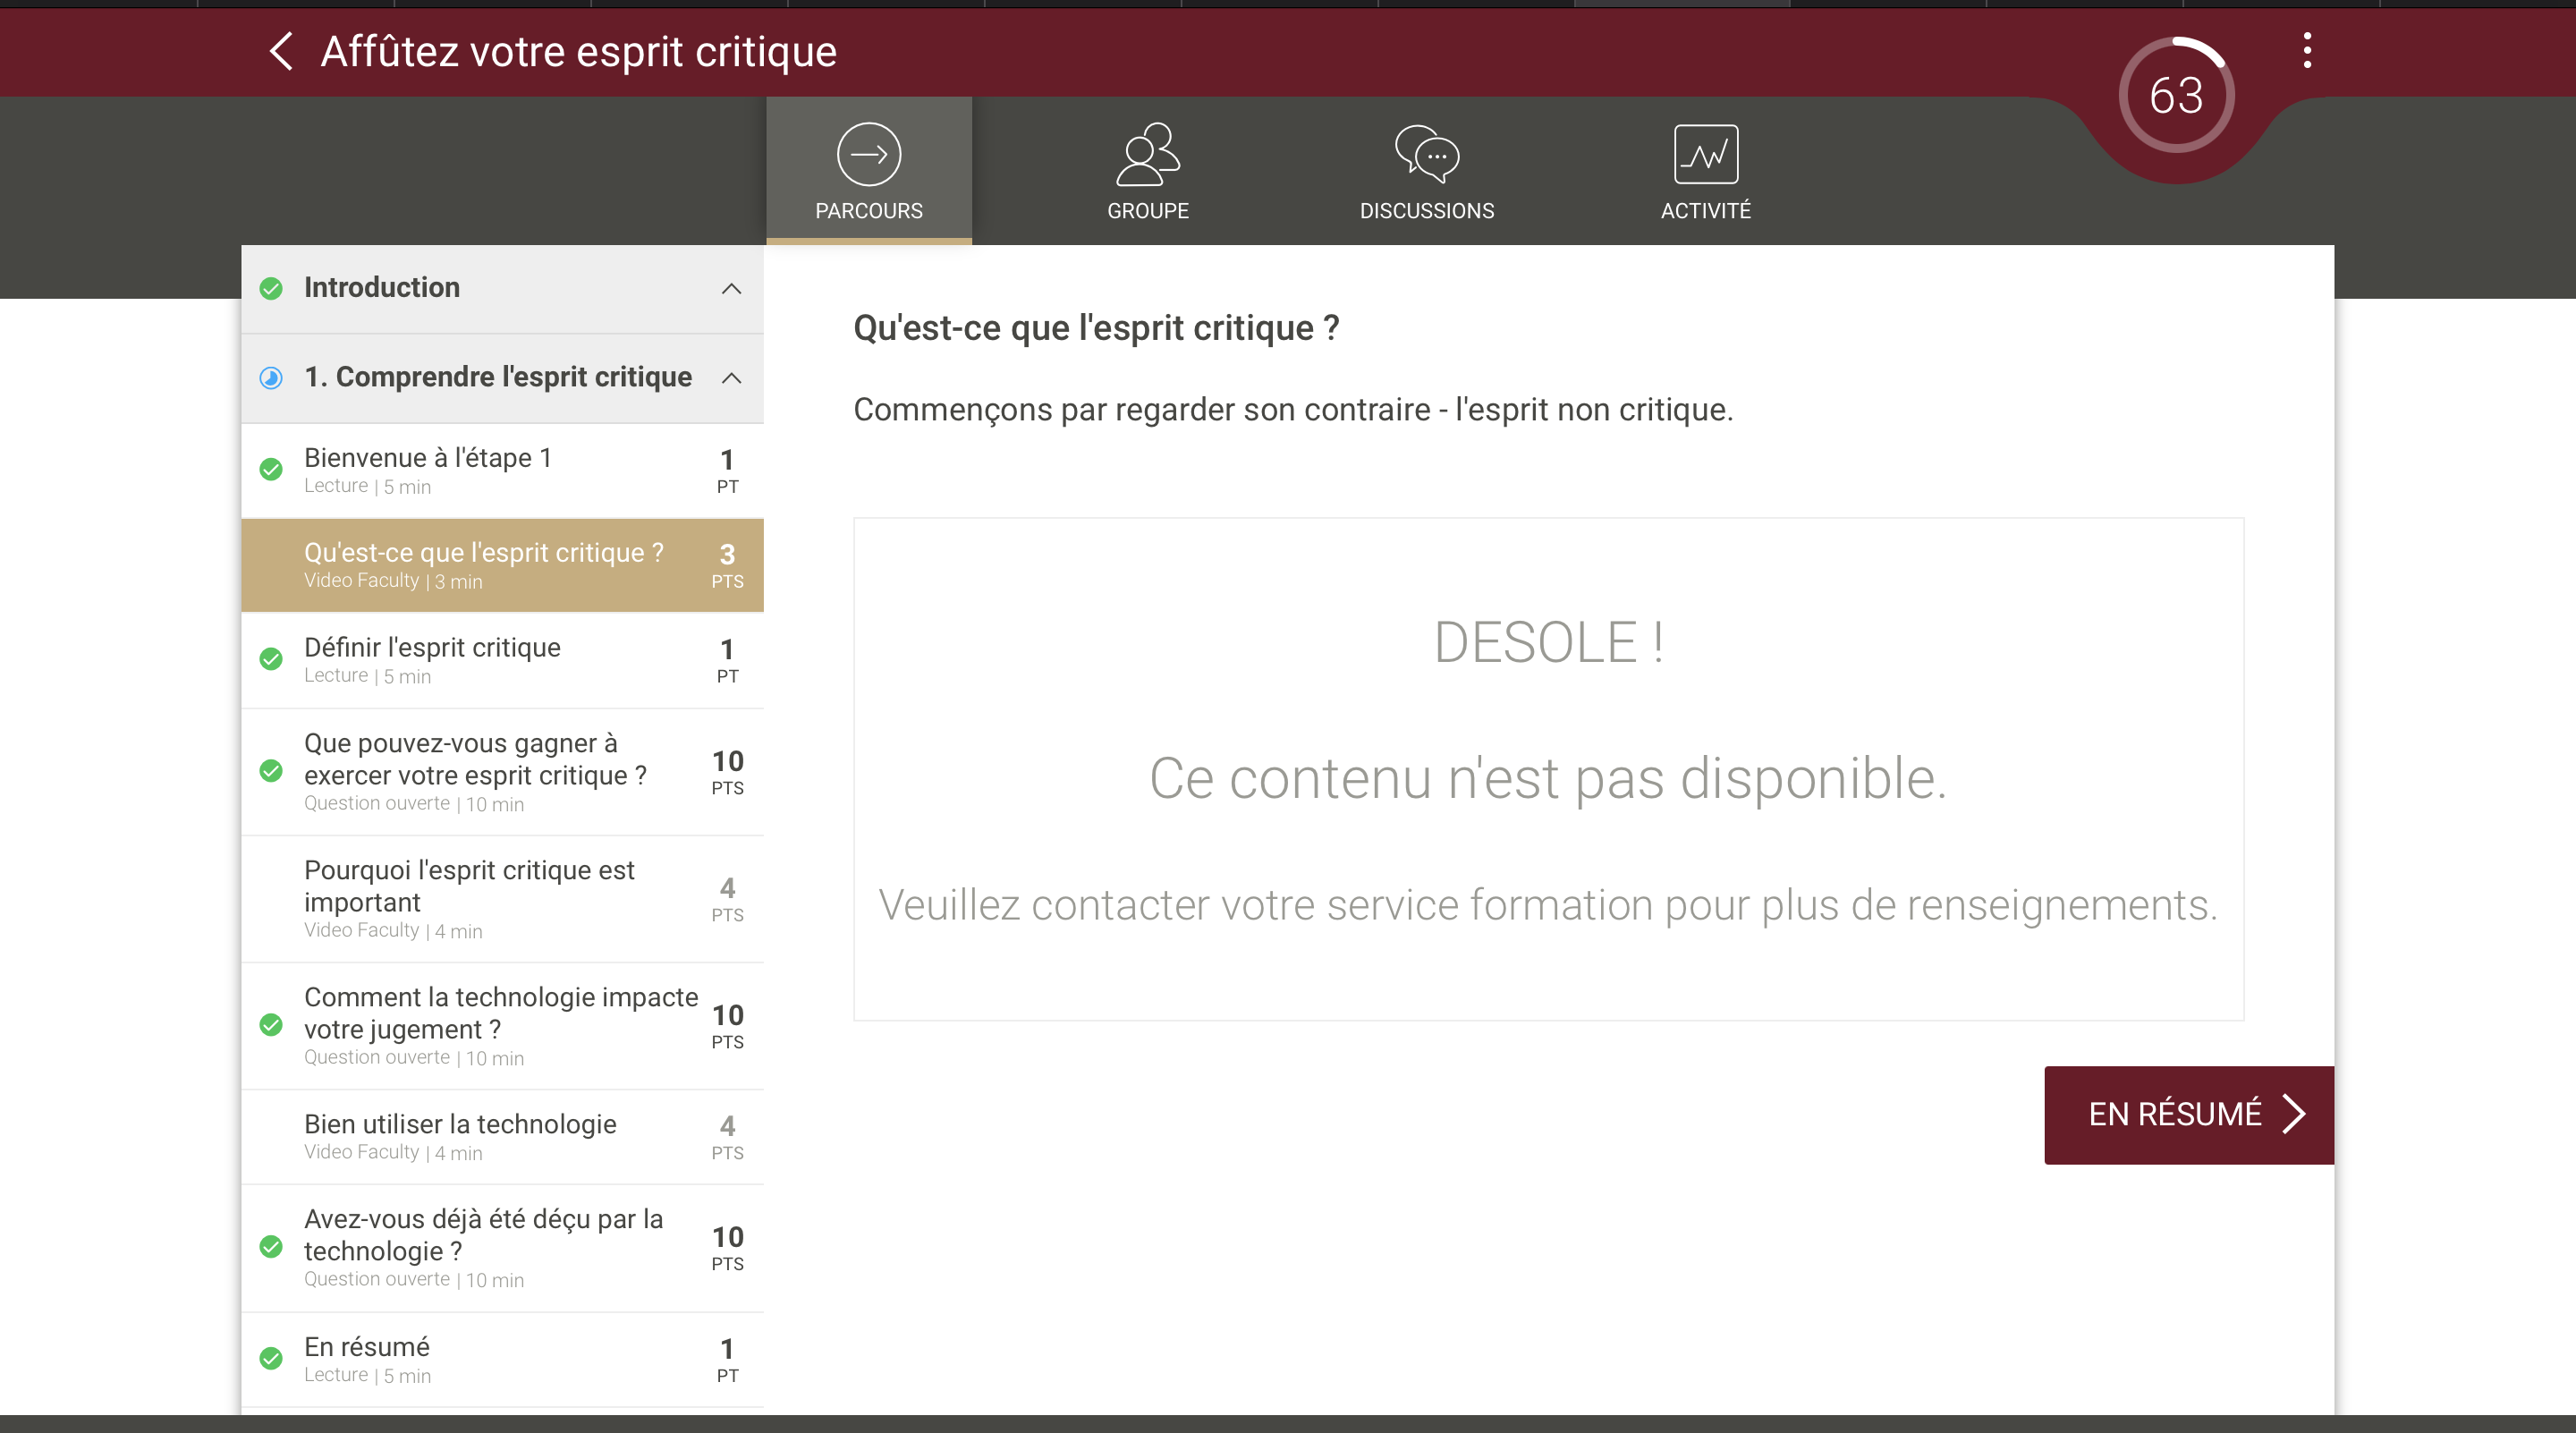 Affûtez votre esprit critique
63
PARCOURS
GROUPE
DISCUSSIONS
ACTIVITÉ
Introduction
1. Comprendre l'esprit critique
Bienvenue à l'étape 1
Lecture | 5 min
1
PT
Qu'est-ce que l'esprit critique ?
Video Faculty | 3 min
3
PTS
Définir l'esprit critique
Lecture | 5 min
1
PT
Que pouvez-vous gagner à
exercer votre esprit critique ?
Question ouverte | 10 min
10
PTS
Pourquoi l'esprit critique est
important
Video Faculty | 4 min
4
PTS
Comment la technologie impacte
votre jugement ?
Question ouverte | 10 min
10
PTS
Bien utiliser la technologie
Video Faculty | 4 min
4
PTS
Avez-vous déjà été déçu par la
technologie ?
Question ouverte | 10 min
10
PTS
En résumé
Lecture | 5 min
1
PT
Qu'est-ce que l'esprit critique ?
Commençons par regarder son contraire - l'esprit non critique.
DESOLE !
Ce contenu n'est pas disponible.
Veuillez contacter votre service formation pour plus de renseignements.
EN RÉSUMÉ